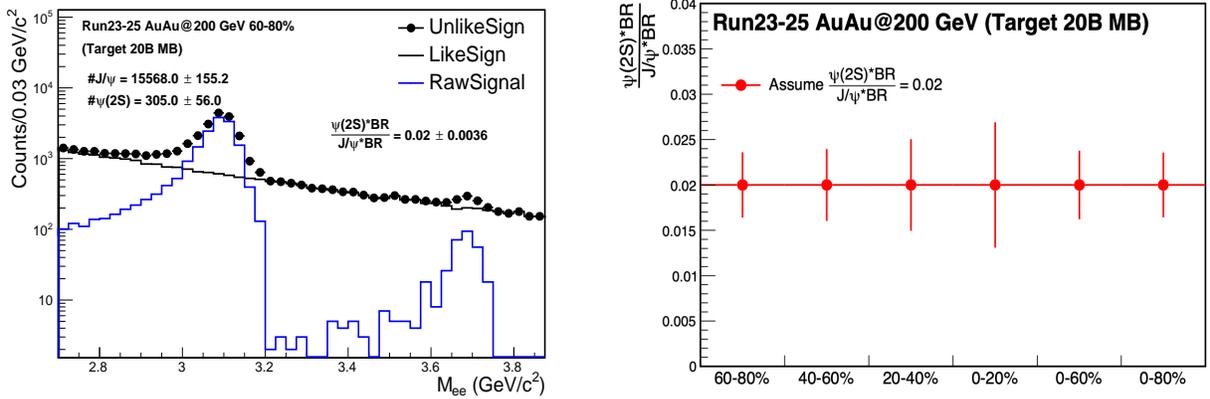 Run23-25 AuAu@200 GeV 60-80%
(Target 20B MB)
#J/ψ = 15568.0 ± 155.2
#ψ(2S) = 305.0 ± 56.0
UnlikeSign
LikeSign
RawSignal
ψ(2S)*BR
J/ψ*BR
= 0.02 ± 0.0036
Counts/0.03 GeV/c²
10⁵
10⁴
10³
10²
10
2.8 3 3.2 3.4 3.6 3.8
Mₑₑ (GeV/c²)
ψ(2S)*BR
J/ψ*BR
Run23-25 AuAu@200 GeV (Target 20B MB)
Assume ψ(2S)*BR
J/ψ*BR
= 0.02
0.04
0.035
0.03
0.025
0.02
0.015
0.01
0.005
0
60-80% 40-60% 20-40% 0-20% 0-60% 0-80%